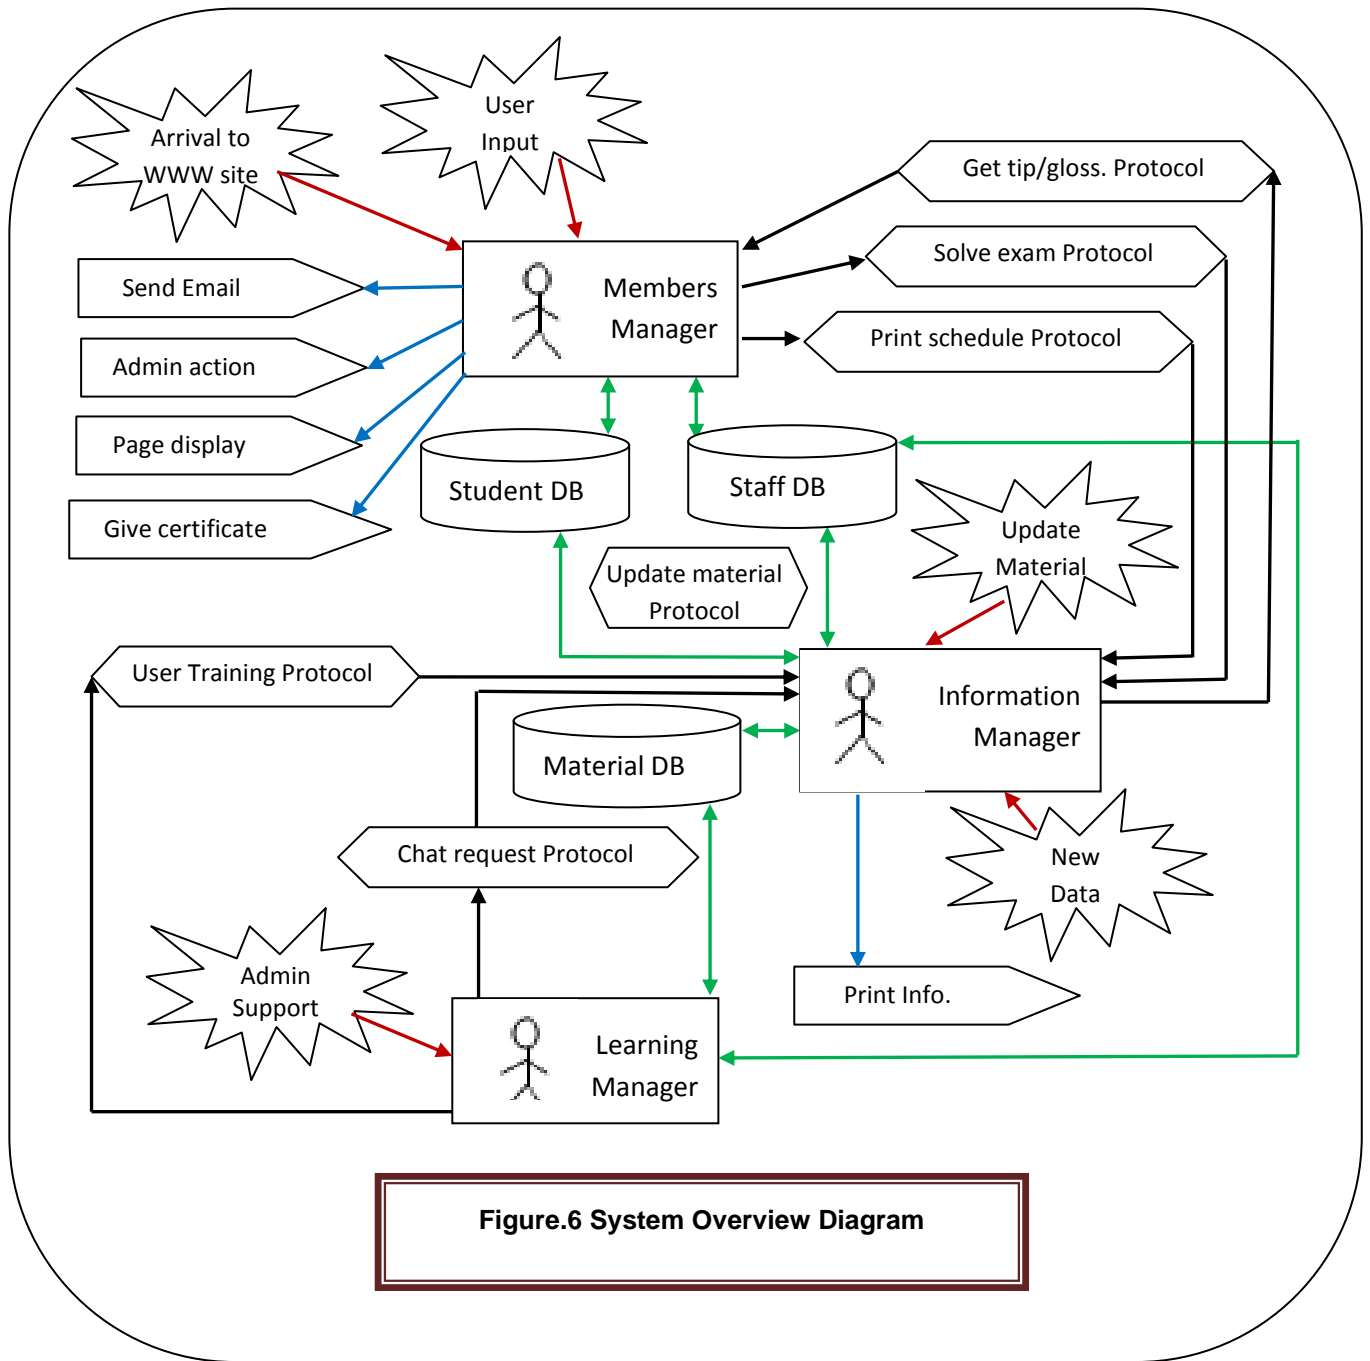 User
Input
Arrival to
WWW site
Get tip/gloss. Protocol
Solve exam Protocol
Send Email
Members
Manager
Print schedule Protocol
Admin action
Page display
Student DB
Staff DB
Give certificate
Update
Material
Update material
Protocol
User Training Protocol
Information
Manager
Material DB
Chat request Protocol
New
Data
Admin
Support
Print Info.
Learning
Manager
Figure.6 System Overview Diagram